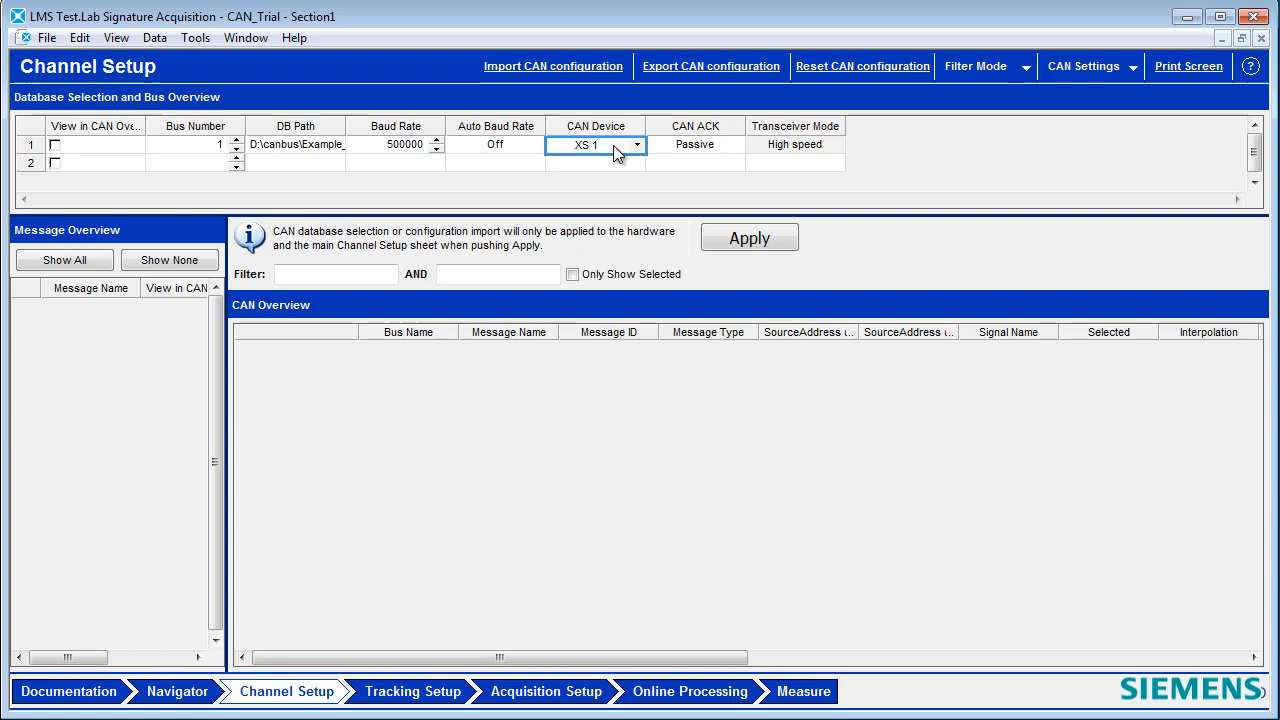 LMS Test.Lab Signature Acquisition - CAN_Trial - Section1
File Edit View Data Tools Window Help
Channel Setup Import CAN configuration Export CAN configuration Reset CAN configuration Filter Mode CAN Settings Print Screen
Database Selection and Bus Overview
View in CAN Ove... Bus Number DB Path Baud Rate Auto Baud Rate CAN Device CAN ACK Transceiver Mode
1 1 D:\canbus\Example_ 500000 Off XS 1 Passive High speed
2
Message Overview
Show All Show None
Message Name View in CAN
CAN database selection or configuration import will only be applied to the hardware
and the main Channel Setup sheet when pushing Apply.
Apply
Filter: AND Only Show Selected
CAN Overview
Bus Name Message Name Message ID Message Type SourceAddress (.. SourceAddress (.. Signal Name Selected Interpolation
Documentation Navigator Channel Setup Tracking Setup Acquisition Setup Online Processing Measure
SIEMENS